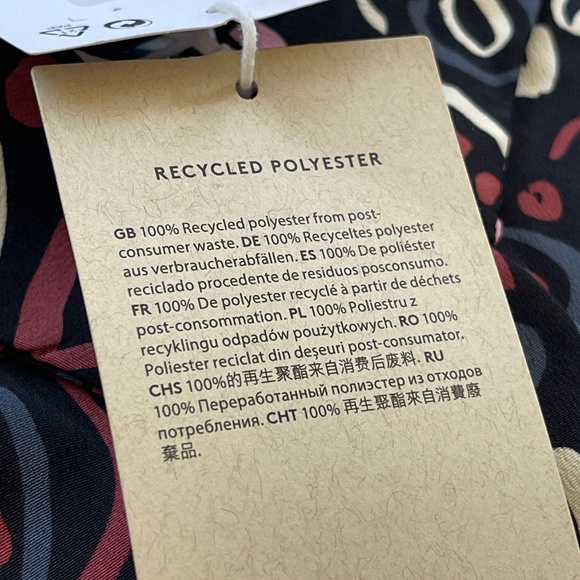 RECYCLED POLYESTER
GB 100% Recycled polyester from post-
consumer waste. DE 100% Recyceltes polyester
aus verbraucherabfällen. ES 100% De poliéster
reciclado procedente de residuos posconsumo.
FR 100% De polyester recyclé à partir de déchets
post-consommation. PL 100% Poliestru z
recyklingu odpadów poużytkowych. RO 100%
Poliester reciclat din deșeuri post-consumator.
CHS 100%的再生聚酯来自消费后废料. RU
100% Переработанный полиэстер из отходов
потребления. CHT 100% 再生聚酯來自消費廢
棄品.